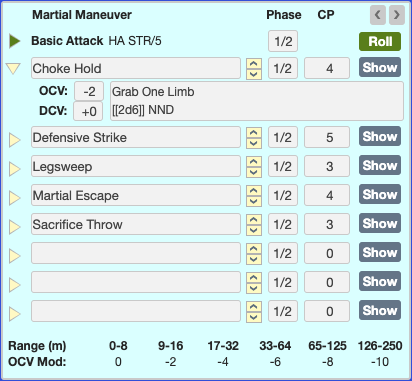 Martial Maneuver Phase CP
Basic Attack HA STR/5 1/2 Roll
Choke Hold 1/2 4 Show
OCV: -2 Grab One Limb
DCV: +0 [[2d6]] NND
Defensive Strike 1/2 5 Show
Legsweep 1/2 3 Show
Martial Escape 1/2 4 Show
Sacrifice Throw 1/2 3 Show
1/2 0 Show
1/2 0 Show
1/2 0 Show
Range (m) 0-8 9-16 17-32 33-64 65-125 126-250
OCV Mod: 0 -2 -4 -6 -8 -10